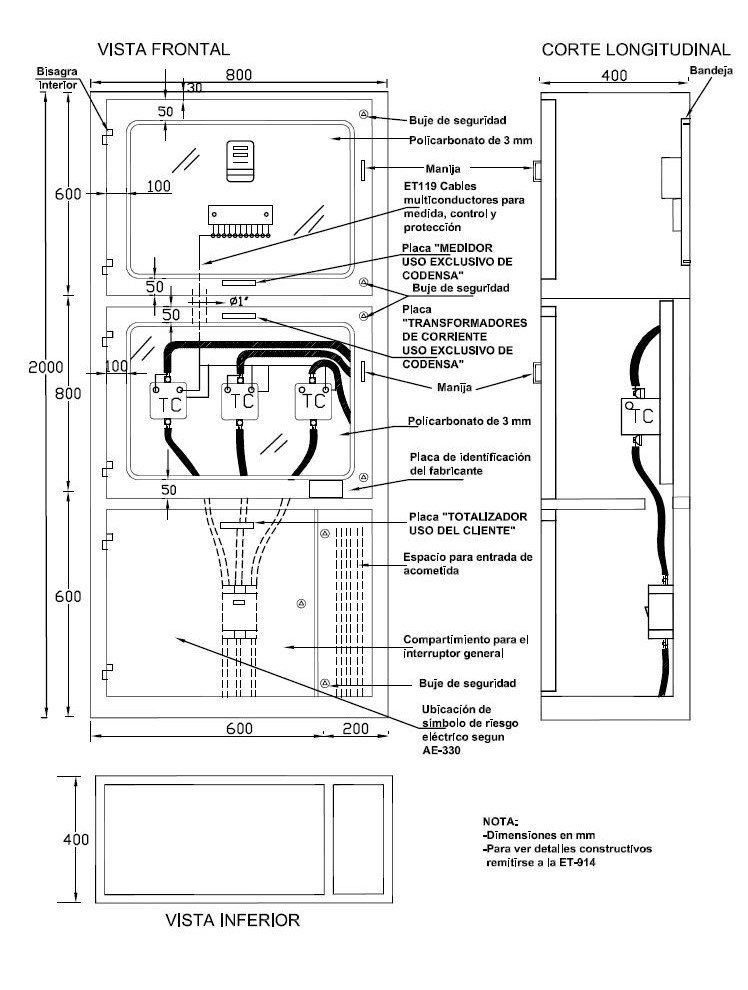 VISTA FRONTAL
CORTE LONGITUDINAL
Bisagra
interior
800
30
50
400
Bandeja
Buje de seguridad
Policarbonato de 3 mm
Manija
600
100
ET119 Cables
multiconductores para
medida, control y
protección
Placa "MEDIDOR
USO EXCLUSIVO DE
CODENSA"
50
Buje de seguridad
Ø1"
50
Placa
"TRANSFORMADORES
DE CORRIENTE
USO EXCLUSIVO DE
CODENSA"
2000
100
800
Manija
TC
TC
TC
TC
Policarbonato de 3 mm
Placa de identificación
del fabricante
50
Placa "TOTALIZADOR
USO DEL CLIENTE"
Espacio para entrada de
acometida
600
Compartimiento para el
interruptor general
Buje de seguridad
Ubicación de
símbolo de riesgo
eléctrico segun
AE-330
600
200
400
NOTA:
-Dimensiones en mm
-Para ver detalles constructivos
remitirse a la ET-914
VISTA INFERIOR